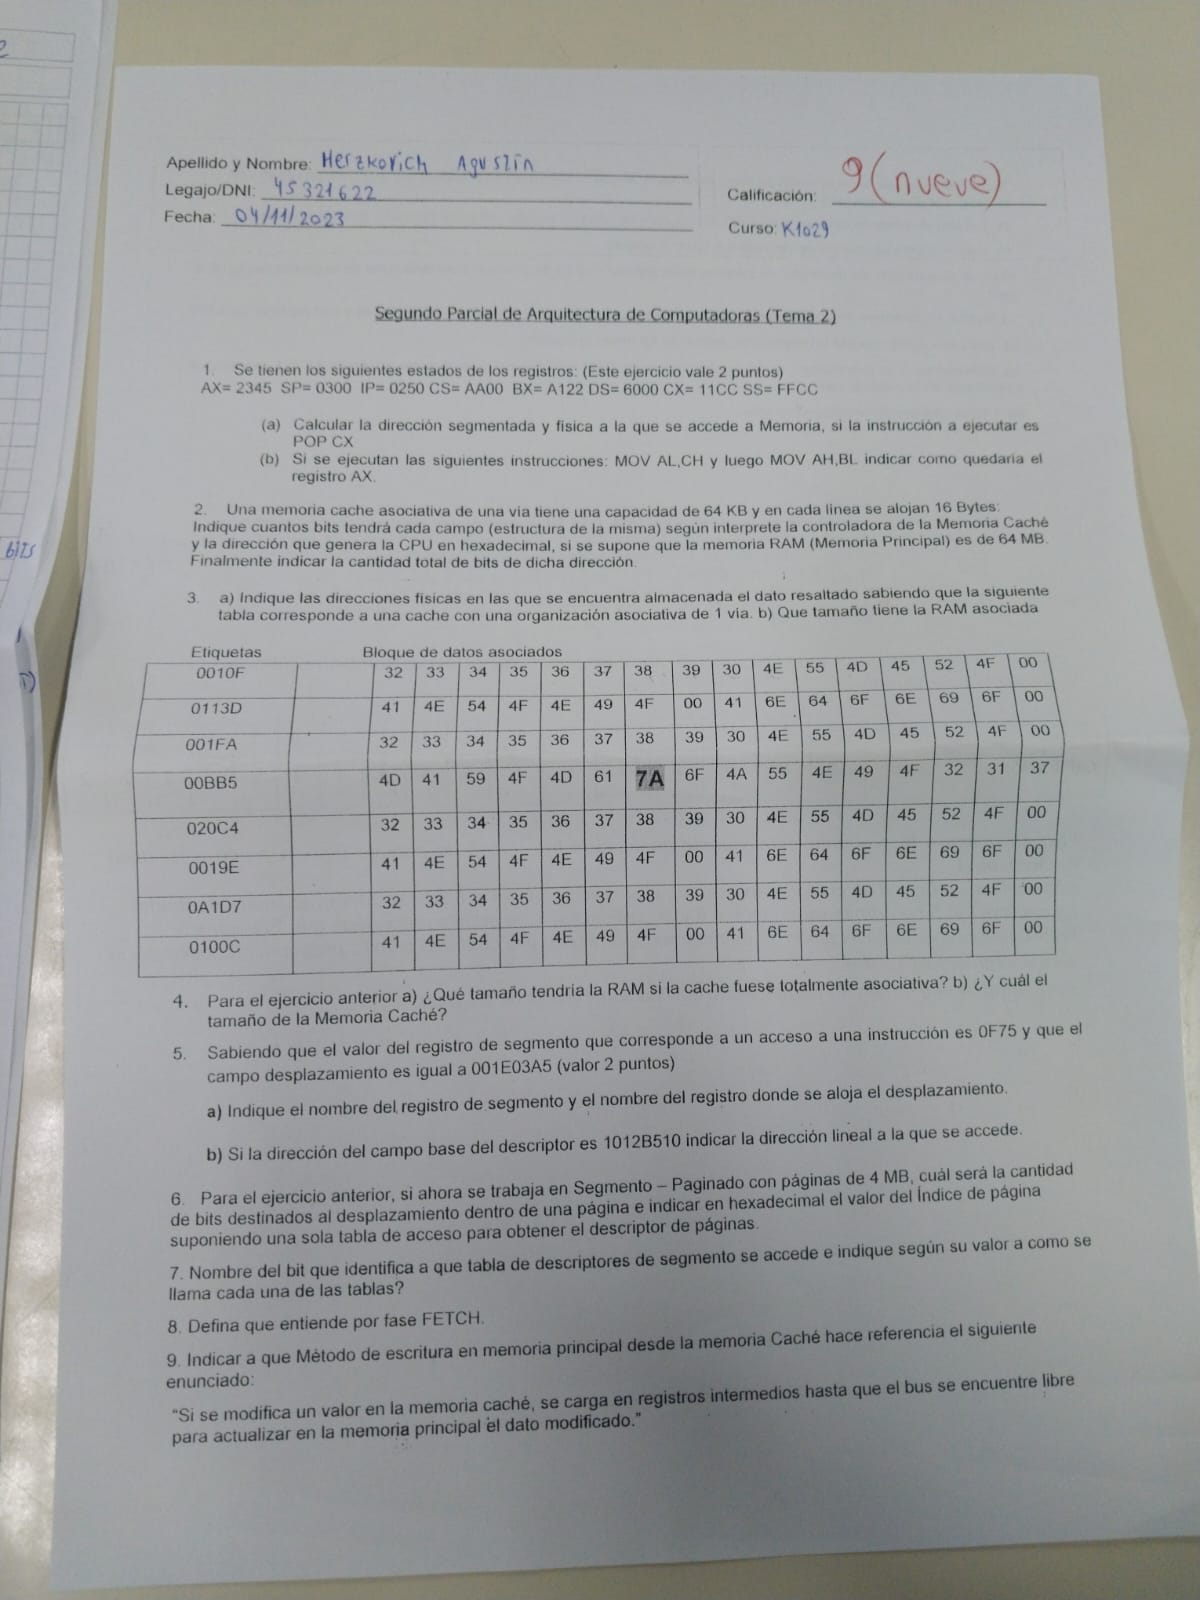 Apellido y Nombre: Herzkovich Agustín
Legajo/DNI: 45321622
Fecha: 04/11/2023
Calificación: 9 (nueve)
Curso: K1029
Segundo Parcial de Arquitectura de Computadoras (Tema 2)
1. Se tienen los siguientes estados de los registros: (Este ejercicio vale 2 puntos)
AX= 2345 SP= 0300 IP= 0250 CS= AA00 BX= A122 DS= 6000 CX= 11CC SS= FFCC
(a) Calcular la dirección segmentada y física a la que se accede a Memoria, si la instrucción a ejecutar es
POP CX
(b) Si se ejecutan las siguientes instrucciones: MOV AL,CH y luego MOV AH,BL indicar como quedaría el
registro AX.
2. Una memoria cache asociativa de una vía tiene una capacidad de 64 KB y en cada línea se alojan 16 Bytes:
Indique cuantos bits tendrá cada campo (estructura de la misma) según interprete la controladora de la Memoria Caché
y la dirección que genera la CPU en hexadecimal, si se supone que la memoria RAM (Memoria Principal) es de 64 MB.
Finalmente indicar la cantidad total de bits de dicha dirección.
3. a) Indique las direcciones físicas en las que se encuentra almacenada el dato resaltado sabiendo que la siguiente
tabla corresponde a una cache con una organización asociativa de 1 vía. b) Que tamaño tiene la RAM asociada
Etiquetas Bloque de datos asociados
0010F 32 33 34 35 36 37 38 39 30 4E 55 4D 45 52 4F 00
0113D 41 4E 54 4F 4E 49 4F 00 41 6E 64 6F 6E 69 6F 00
001FA 32 33 34 35 36 37 38 39 30 4E 55 4D 45 52 4F 00
00BB5 4D 41 59 4F 4D 61 7A 6F 4A 55 4E 49 4F 32 31 37
020C4 32 33 34 35 36 37 38 39 30 4E 55 4D 45 52 4F 00
0019E 41 4E 54 4F 4E 49 4F 00 41 6E 64 6F 6E 69 6F 00
0A1D7 32 33 34 35 36 37 38 39 30 4E 55 4D 45 52 4F 00
0100C 41 4E 54 4F 4E 49 4F 00 41 6E 64 6F 6E 69 6F 00
4. Para el ejercicio anterior a) ¿Qué tamaño tendría la RAM si la cache fuese totalmente asociativa? b) ¿Y cuál el
tamaño de la Memoria Caché?
5. Sabiendo que el valor del registro de segmento que corresponde a un acceso a una instrucción es 0F75 y que el
campo desplazamiento es igual a 001E03A5 (valor 2 puntos)
a) Indique el nombre del registro de segmento y el nombre del registro donde se aloja el desplazamiento.
b) Si la dirección del campo base del descriptor es 1012B510 indicar la dirección lineal a la que se accede.
6. Para el ejercicio anterior, si ahora se trabaja en Segmento – Paginado con páginas de 4 MB, cuál será la cantidad
de bits destinados al desplazamiento dentro de una página e indicar en hexadecimal el valor del Índice de página
suponiendo una sola tabla de acceso para obtener el descriptor de páginas.
7. Nombre del bit que identifica a que tabla de descriptores de segmento se accede e indique según su valor a como se
llama cada una de las tablas?
8. Defina que entiende por fase FETCH.
9. Indicar a que Método de escritura en memoria principal desde la memoria Caché hace referencia el siguiente
enunciado:
"Si se modifica un valor en la memoria caché, se carga en registros intermedios hasta que el bus se encuentre libre
para actualizar en la memoria principal el dato modificado."
bits